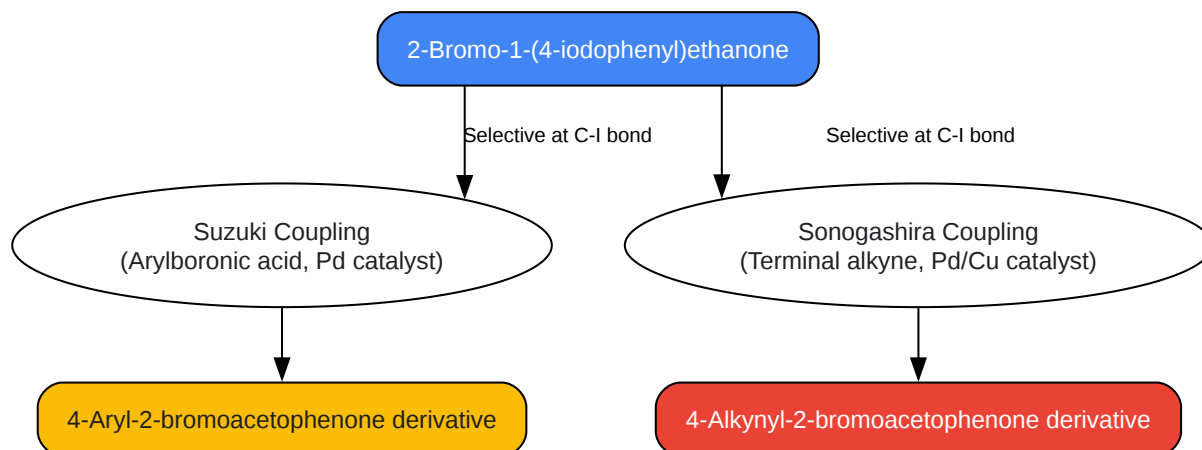 2-Bromo-1-(4-iodophenyl)ethanone
Selective at C-I bond
Selective at C-I bond
Suzuki Coupling
(Arylboronic acid, Pd catalyst)
Sonogashira Coupling
(Terminal alkyne, Pd/Cu catalyst)
4-Aryl-2-bromoacetophenone derivative
4-Alkynyl-2-bromoacetophenone derivative